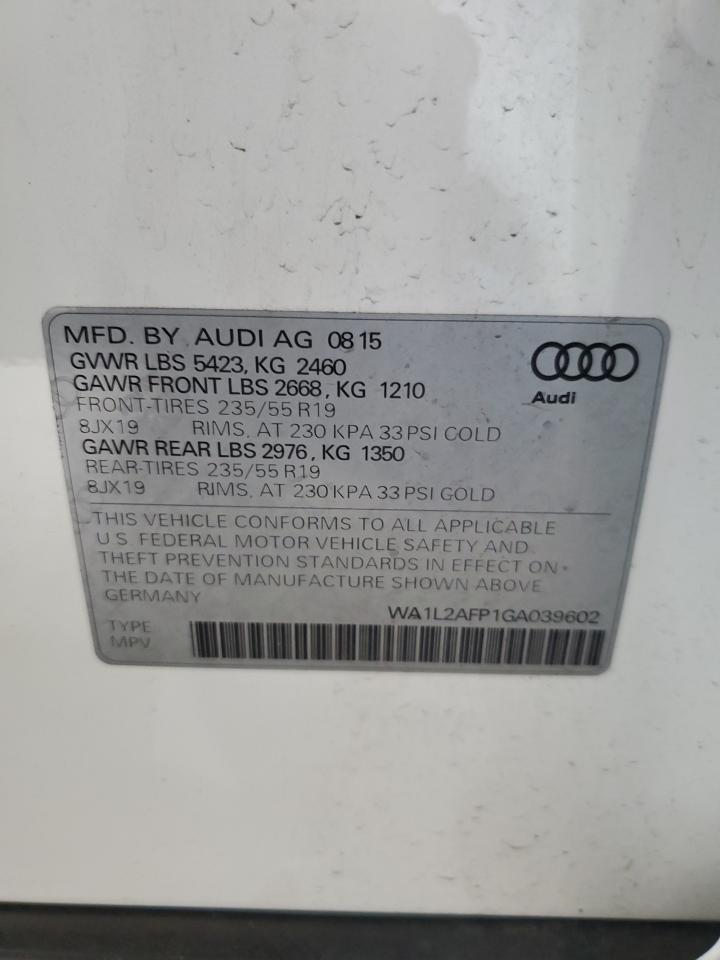 MFD. BY AUDI AG 08 15
GVWR LBS 5423, KG 2460
GAWR FRONT LBS 2668, KG 1210
FRONT-TIRES 235/55 R19
8JX19 RIMS, AT 230 KPA 33 PSI COLD
GAWR REAR LBS 2976, KG 1350
REAR-TIRES 235/55 R19
8JX19 RIMS, AT 230 KPA 33 PSI COLD
Audi
THIS VEHICLE CONFORMS TO ALL APPLICABLE
U.S. FEDERAL MOTOR VEHICLE SAFETY AND
THEFT PREVENTION STANDARDS IN EFFECT ON
THE DATE OF MANUFACTURE SHOWN ABOVE
GERMANY
WA1L2AFP1GA039602
TYPE
MPV